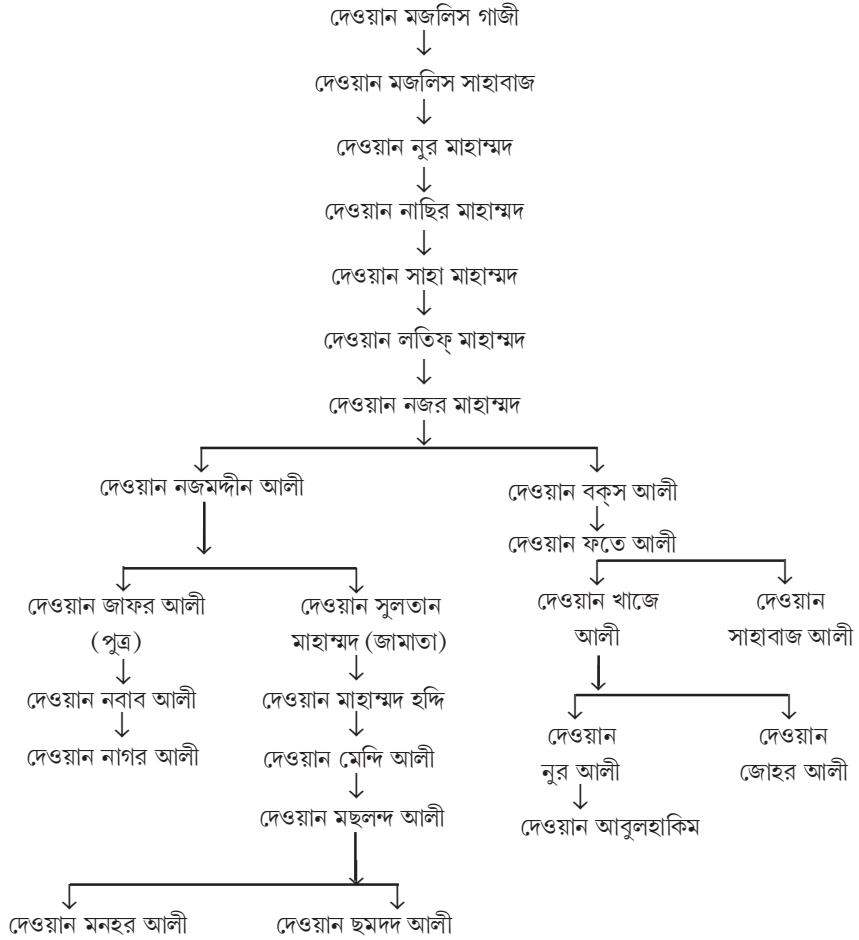 দেওয়ান মজলিস গাজী
দেওয়ান মজলিস সাহাবাজ
দেওয়ান নুর মাহাম্মদ
দেওয়ান নাছির মাহাম্মদ
দেওয়ান সাহা মাহাম্মদ
দেওয়ান লতিফ্ মাহাম্মদ
দেওয়ান নজর মাহাম্মদ
দেওয়ান নজমদ্দীন আলী
দেওয়ান বক্স আলী
দেওয়ান ফতে আলী
দেওয়ান জাফর আলী
(পুত্র)
দেওয়ান সুলতান
মাহাম্মদ (জামাতা)
দেওয়ান খাজে
আলী
দেওয়ান
সাহাবাজ আলী
দেওয়ান নবাব আলী
দেওয়ান মাহাম্মদ হদ্দি
দেওয়ান নাগর আলী
দেওয়ান মেন্দি আলী
দেওয়ান
নুর আলী
দেওয়ান
জোহর আলী
দেওয়ান মছলন্দ আলী
দেওয়ান আবুলহাকিম
দেওয়ান মনহর আলী
দেওয়ান ছমদদ আলী